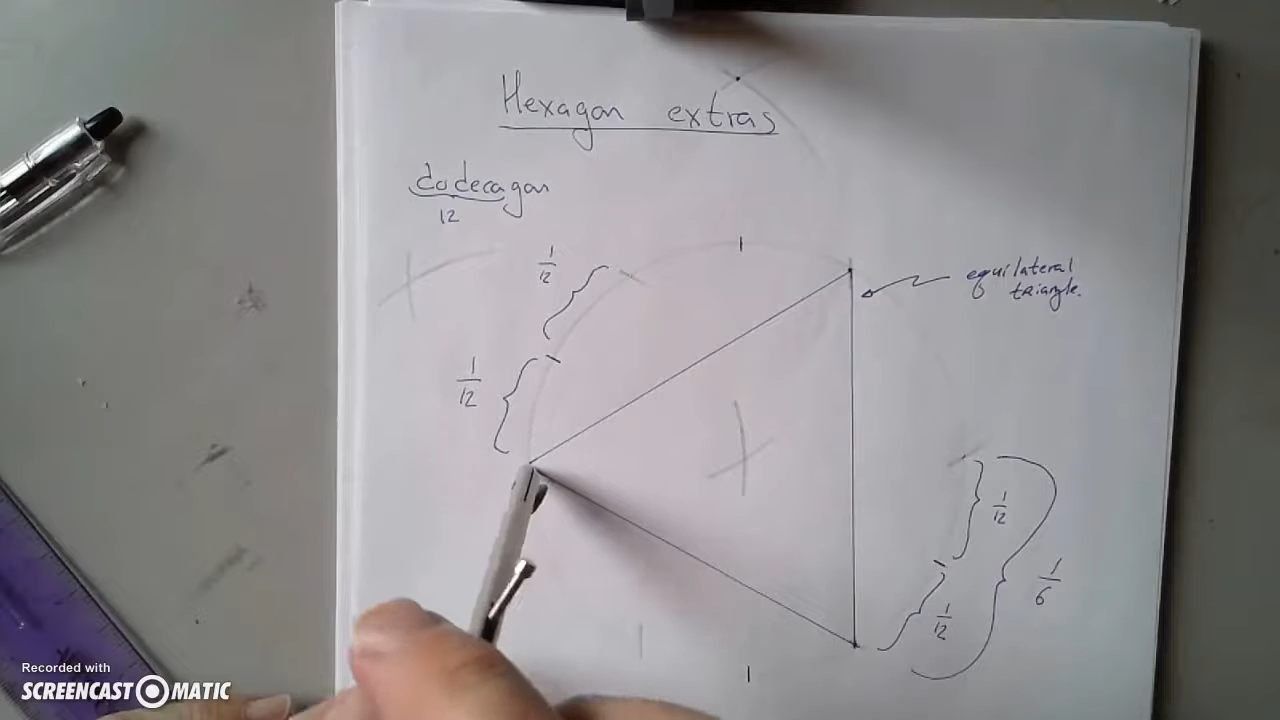 Hexagon extras
dodecagon
12
1/12
1/12
equilateral
triangle.
1/12
1/6
1/12
Recorded with
SCREENCAST-O-MATIC